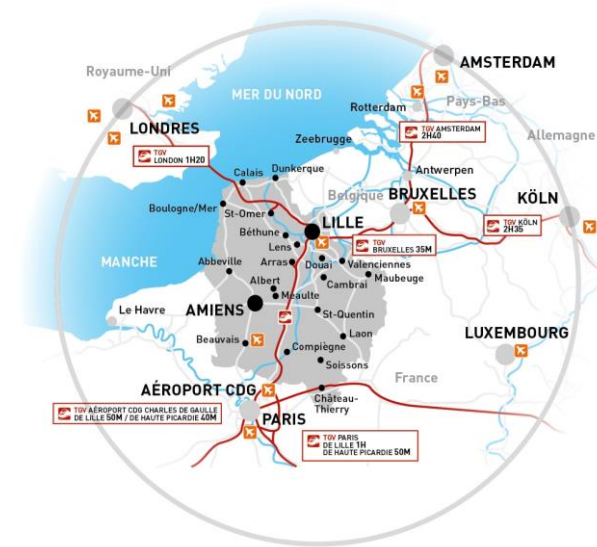 AMSTERDAM
Royaume-Uni
MER DU NORD
Rotterdam
Pays-Bas
LONDRES
TGV AMSTERDAM
2H40
Allemagne
Zeebrugge
TGV
LONDON 1H20
Calais
Dunkerque
Antwerpen
Belgique
BRUXELLES
KÖLN
Boulogne/Mer
St-Omer
LILLE
TGV KÖLN
2H35
Béthune
TGV
BRUXELLES 35M
Lens
MANCHE
Abbeville
Arras
Douai
Valenciennes
Maubeuge
Albert
Cambrai
Meaulte
AMIENS
Le Havre
St-Quentin
LUXEMBOURG
Beauvais
Laon
Compiègne
Soissons
AÉROPORT CDG
France
Château-
Thierry
TGV AÉROPORT CDG CHARLES DE GAULLE
DE LILLE 50M / DE HAUTE PICARDIE 40M
PARIS
TGV PARIS
DE LILLE 1H
DE HAUTE PICARDIE 50M